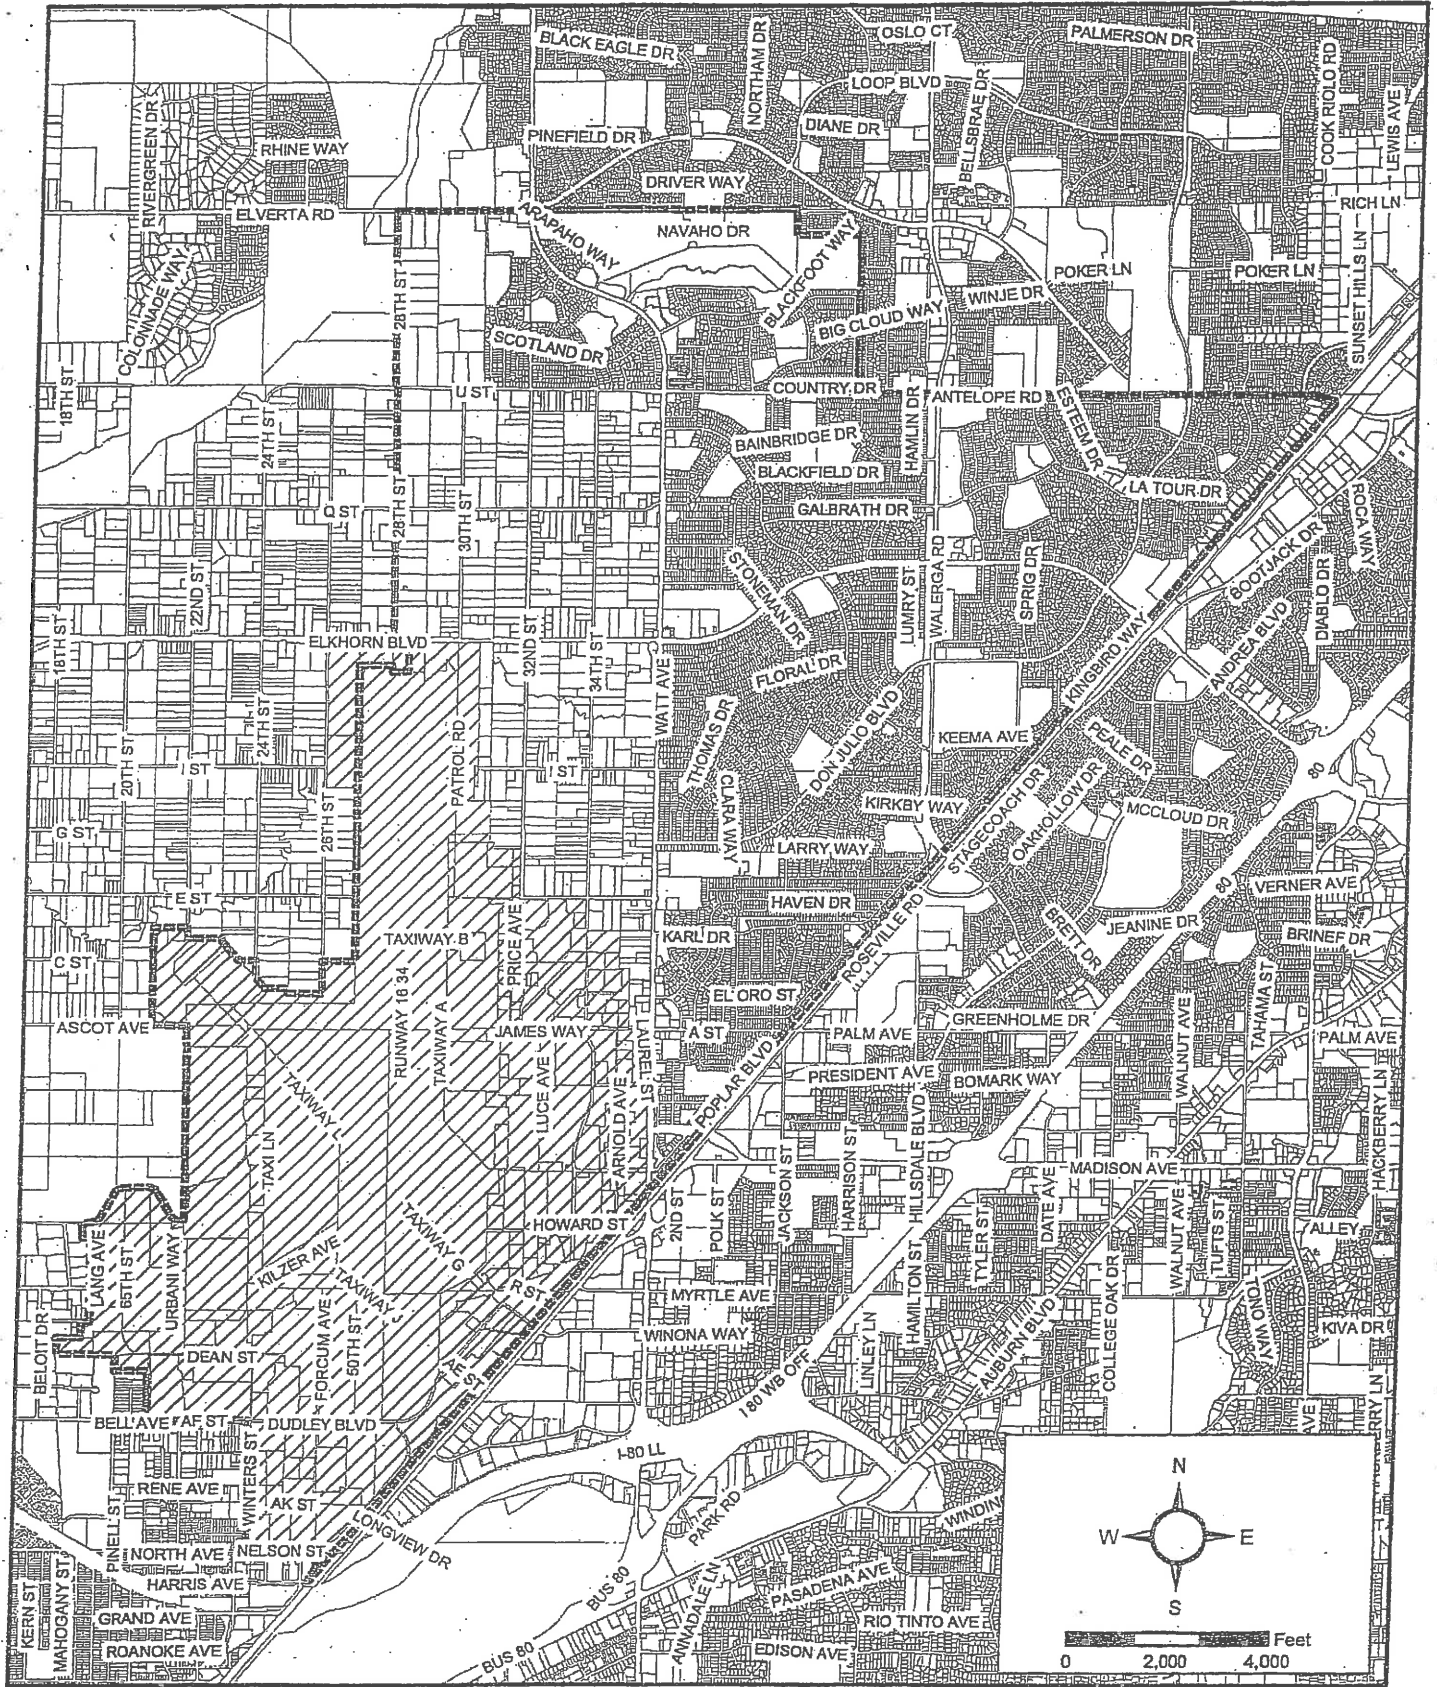 OSLO CT
BLACK EAGLE DR
NORTHAM DR
PALMERSON DR
LOOP BLVD
BELLSBRAE DR
COOK RIOLO RD
LEWIS AVE
RIVERGREEN DR
RHINE WAY
PINEFIELD DR
DIANE DR
DRIVER WAY
RICH LN
ELVERTA RD
ARAPAHO WAY
NAVAHO DR
BLACKFOOT WAY
COLONNADE WAY
28TH ST
POKER LN
POKER LN
SUNSET HILLS LN
WINJE DR
BIG CLOUD WAY
SCOTLAND DR
18TH ST
U ST
COUNTRY DR
HAMLIN DR
ANTELOPE RD
ESTEEM DR
24TH ST
BAINBRIDGE DR
BLACKFIELD DR
LA TOUR DR
ROCA WAY
Q ST
28TH ST
30TH ST
GALBRATH DR
BOOTJACK DR
22ND ST
STONEMAN DR
LUMRY ST
WALERGA RD
SPRIG DR
DIABLO DR
18TH ST
ELKHORN BLVD
32ND ST
34TH ST
KINGBIRD WAY
ANDREA BLVD
WATT AVE
FLORAL DR
DON JULIO BLVD
THOMAS DR
24TH ST
PATROL RD
KEEMA AVE
PEALE DR
20TH ST
I ST
I ST
80
CLARA WAY
KIRKBY WAY
STAGECOACH DR
OAKHOLLOW DR
MCCLOUD DR
G ST
26TH ST
LARRY WAY
E ST
HAVEN DR
80
VERNER AVE
TAXIWAY B
PRICE AVE
KARL DR
ROSEVILLE RD
BRETT DR
JEANINE DR
BRINEF DR
C ST
RUNWAY 16 34
TAXIWAY A
EL ORO ST
TAHAMA ST
WALNUT AVE
ASCOT AVE
JAMES WAY
LAUREL ST
A ST
PALM AVE
GREENHOLME DR
PALM AVE
LUCE AVE
POPLAR BLVD
PRESIDENT AVE
BOMARK WAY
TAXI LN
ARNOLD AVE
HARRISON ST
HILLSDALE BLVD
HACKBERRY LN
MADISON AVE
JACKSON ST
2ND ST
POLK ST
DATE AVE
TYLER ST
WALNUT AVE
TUFTS ST
ALLEY
HOWARD ST
TAXIWAY G
LANG AVE
65TH ST
URBANI WAY
KILZER AVE
TAXIWAY
R ST
MYRTLE AVE
HAMILTON ST
COLLEGE OAK DR
TONO WAY
KIVA DR
BELOIT DR
WINONA WAY
LINLEY LN
AUBURN BLVD
FORCUM AVE
50TH ST
DEAN ST
AE ST
I 80 WB OFF
BELL AVE
AF ST
DUDLEY BLVD
I-80 LL
RENE AVE
WINTERS ST
AK ST
PINELL ST
LONGVIEW DR
PARK RD
NORTH AVE
NELSON ST
HARRIS AVE
KERN ST
MAHOGANY ST
GRAND AVE
ROANOKE AVE
BUS 80
BUS 80
ANNADALE LN
PASADENA AVE
RIO TINTO AVE
EDISON AVE
N
W
E
S
Feet
0 2,000 4,000